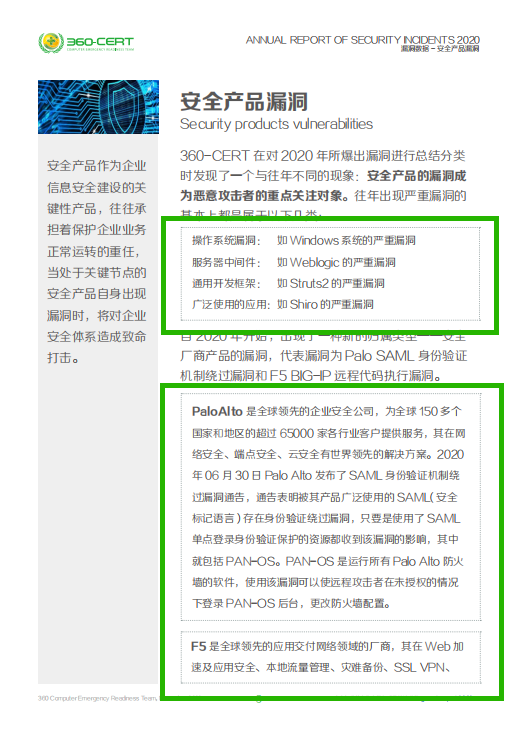 360-CERT
COMPUTER EMERGENCY READINESS TEAM
ANNUAL REPORT OF SECURITY INCIDENTS 2020
漏洞数据 - 安全产品漏洞
安全产品作为企业
信息安全建设的关
键性产品，往往承
担着保护企业业务
正常运转的重任，
当处于关键节点的
安全产品自身出现
漏洞时，将对企业
安全体系造成致命
打击。
安全产品漏洞
Security products vulnerabilities
360-CERT 在对 2020 年所爆出漏洞进行总结分类
时发现了一个与往年不同的现象：安全产品的漏洞成
为恶意攻击者的重点关注对象。往年出现严重漏洞的
基本上都是属于以下几类：
操作系统漏洞： 如 Windows 系统的严重漏洞
服务器中间件： 如 Weblogic 的严重漏洞
通用开发框架： 如 Struts2 的严重漏洞
广泛使用的应用：如 Shiro 的严重漏洞
自 2020 年开始，出现了一种新的归属类型——安全
厂商产品的漏洞，代表漏洞为 Palo SAML 身份验证
机制绕过漏洞和 F5 BIG-IP 远程代码执行漏洞。
PaloAlto 是全球领先的企业安全公司，为全球 150 多个
国家和地区的超过 65000 家各行业客户提供服务，其在网
络安全、端点安全、云安全有世界领先的解决方案。2020
年 06 月 30 日 Palo Alto 发布了 SAML 身份验证机制绕
过漏洞通告，通告表明被其产品广泛使用的 SAML( 安全
标记语言 ) 存在身份验证绕过漏洞，只要是使用了 SAML
单点登录身份验证保护的资源都收到该漏洞的影响，其中
就包括 PAN-OS。PAN-OS 是运行所有 Palo Alto 防火
墙的软件，使用该漏洞可以使远程攻击者在未授权的情况
下登录 PAN-OS 后台，更改防火墙配置。
F5 是全球领先的应用交付网络领域的厂商，其在 Web 加
速及应用安全、本地流量管理、灾难备份、SSL VPN、
360 Computer Emergency Readiness Team,